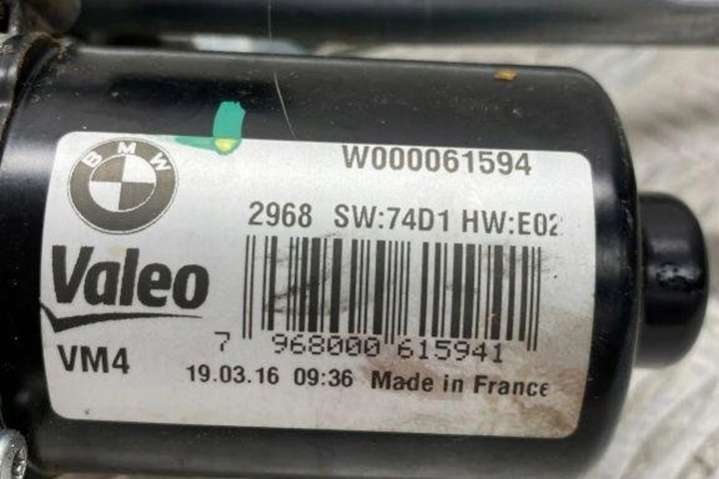 BMW
W000061594
2968 SW:74D1 HW:E02
Valeo
7 968000 615941
VM4
19.03.16 09:36 Made in France